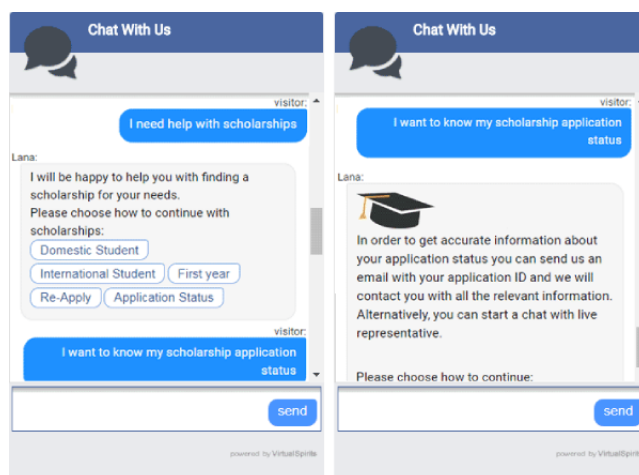 Chat With Us
visitor:
I need help with scholarships
Lana:
I will be happy to help you with finding a
scholarship for your needs.
Please choose how to continue with
scholarships:
Domestic Student
International Student First year
Re-Apply Application Status
visitor:
I want to know my scholarship application
status
send
powered by VirtualSpirits
Chat With Us
visitor:
I want to know my scholarship application
status
Lana:
In order to get accurate information about
your application status you can send us an
email with your application ID and we will
contact you with all the relevant information.
Alternatively, you can start a chat with live
representative.
Please choose how to continue:
send
powered by VirtualSpirits